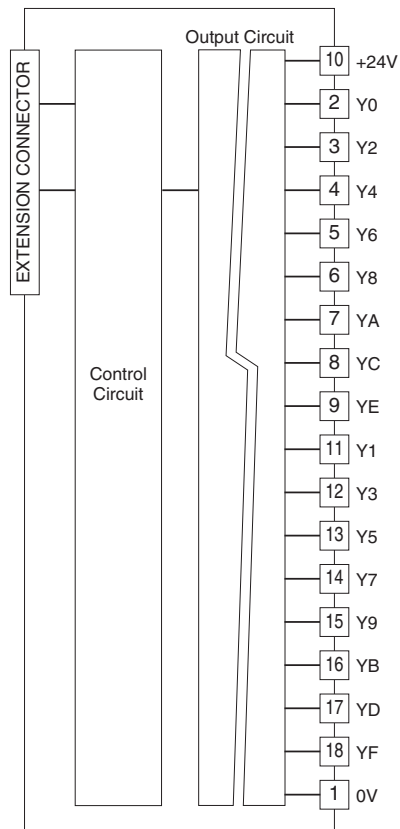 Output Circuit
EXTENSION CONNECTOR
Control
Circuit
10 +24V
2 Y0
3 Y2
4 Y4
5 Y6
6 Y8
7 YA
8 YC
9 YE
11 Y1
12 Y3
13 Y5
14 Y7
15 Y9
16 YB
17 YD
18 YF
1 0V